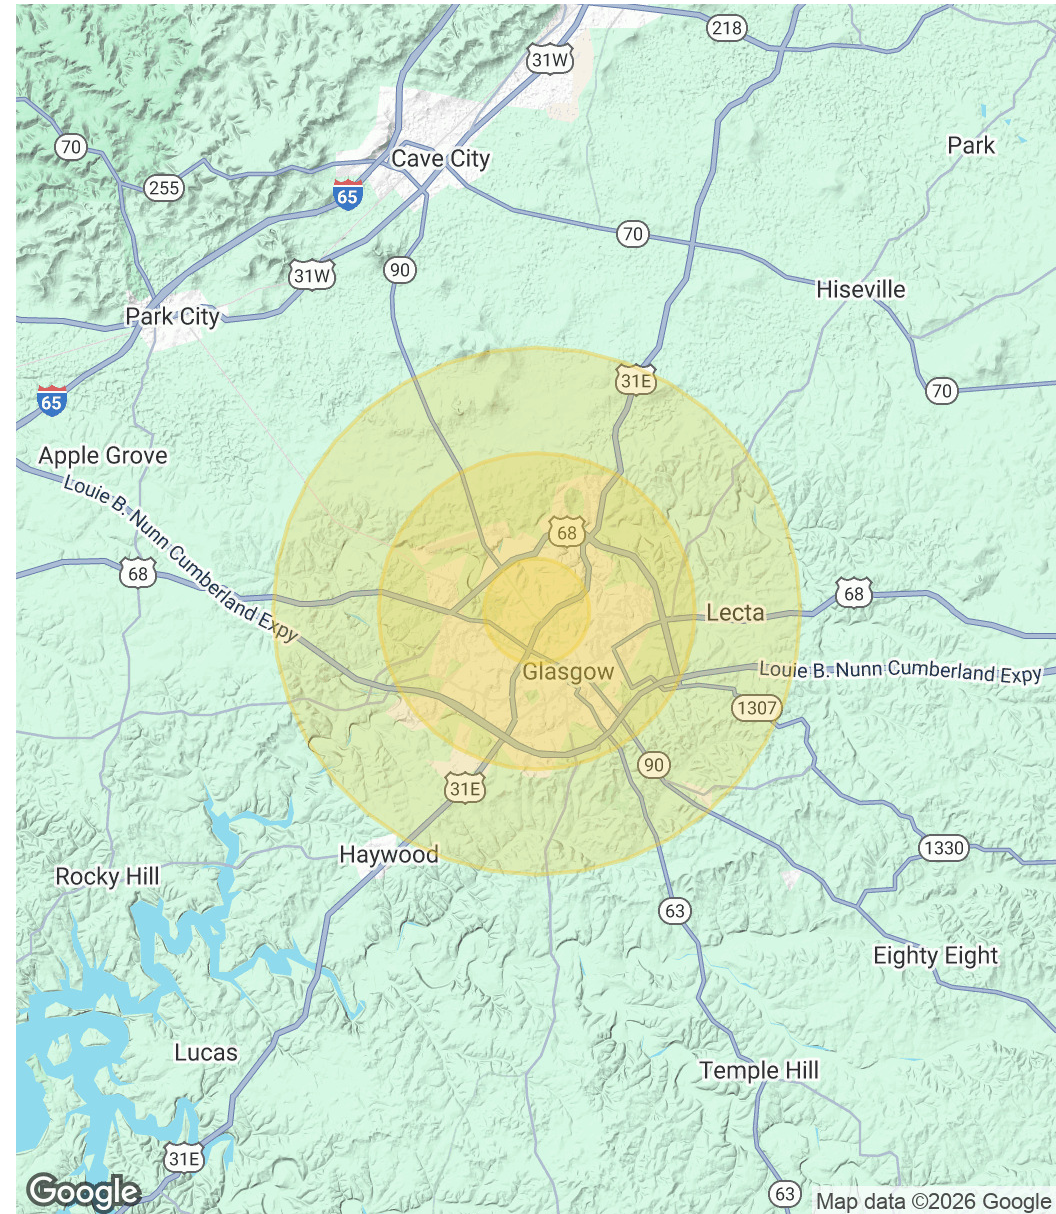 218
31W
70
Cave City
Park
255
65
70
31W
90
Hiseville
Park City
31E
70
65
Apple Grove
Louie B. Nunn Cumberland Expy
68
68
68
Lecta
Glasgow
Louie B. Nunn Cumberland Expy
1307
90
31E
Haywood
1330
Rocky Hill
63
Eighty Eight
Lucas
Temple Hill
31E
63
Google
Map data ©2026 Google